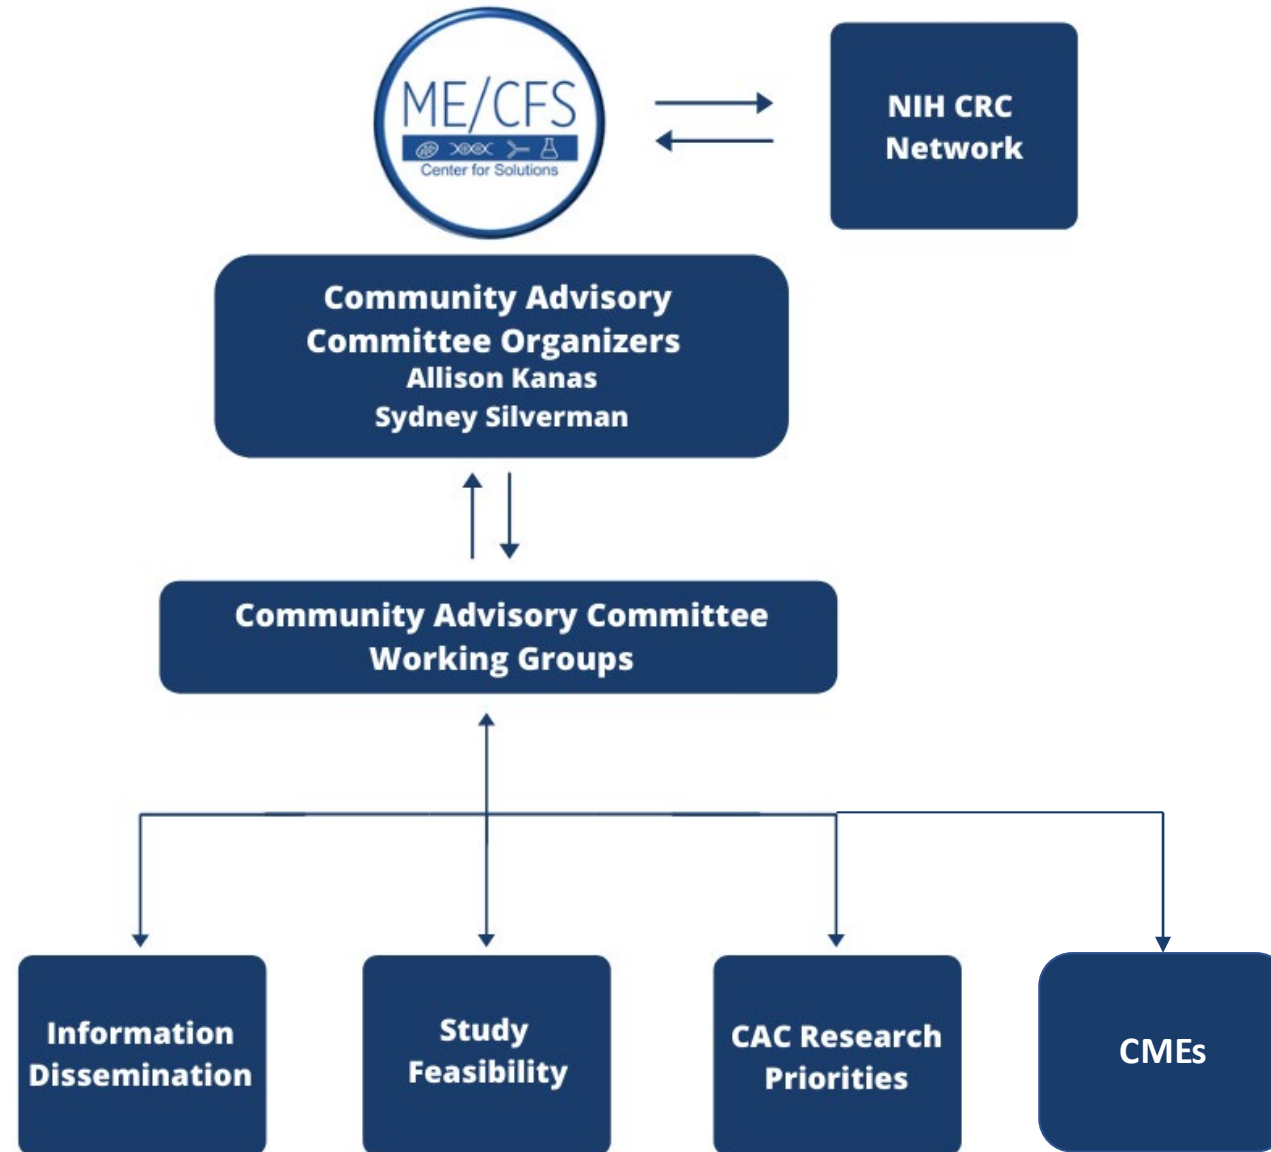 ME/CFS
Center for Solutions
NIH CRC
Network
Community Advisory
Committee Organizers
Allison Kanas
Sydney Silverman
Community Advisory Committee
Working Groups
Information
Dissemination
Study
Feasibility
CAC Research
Priorities
CMEs